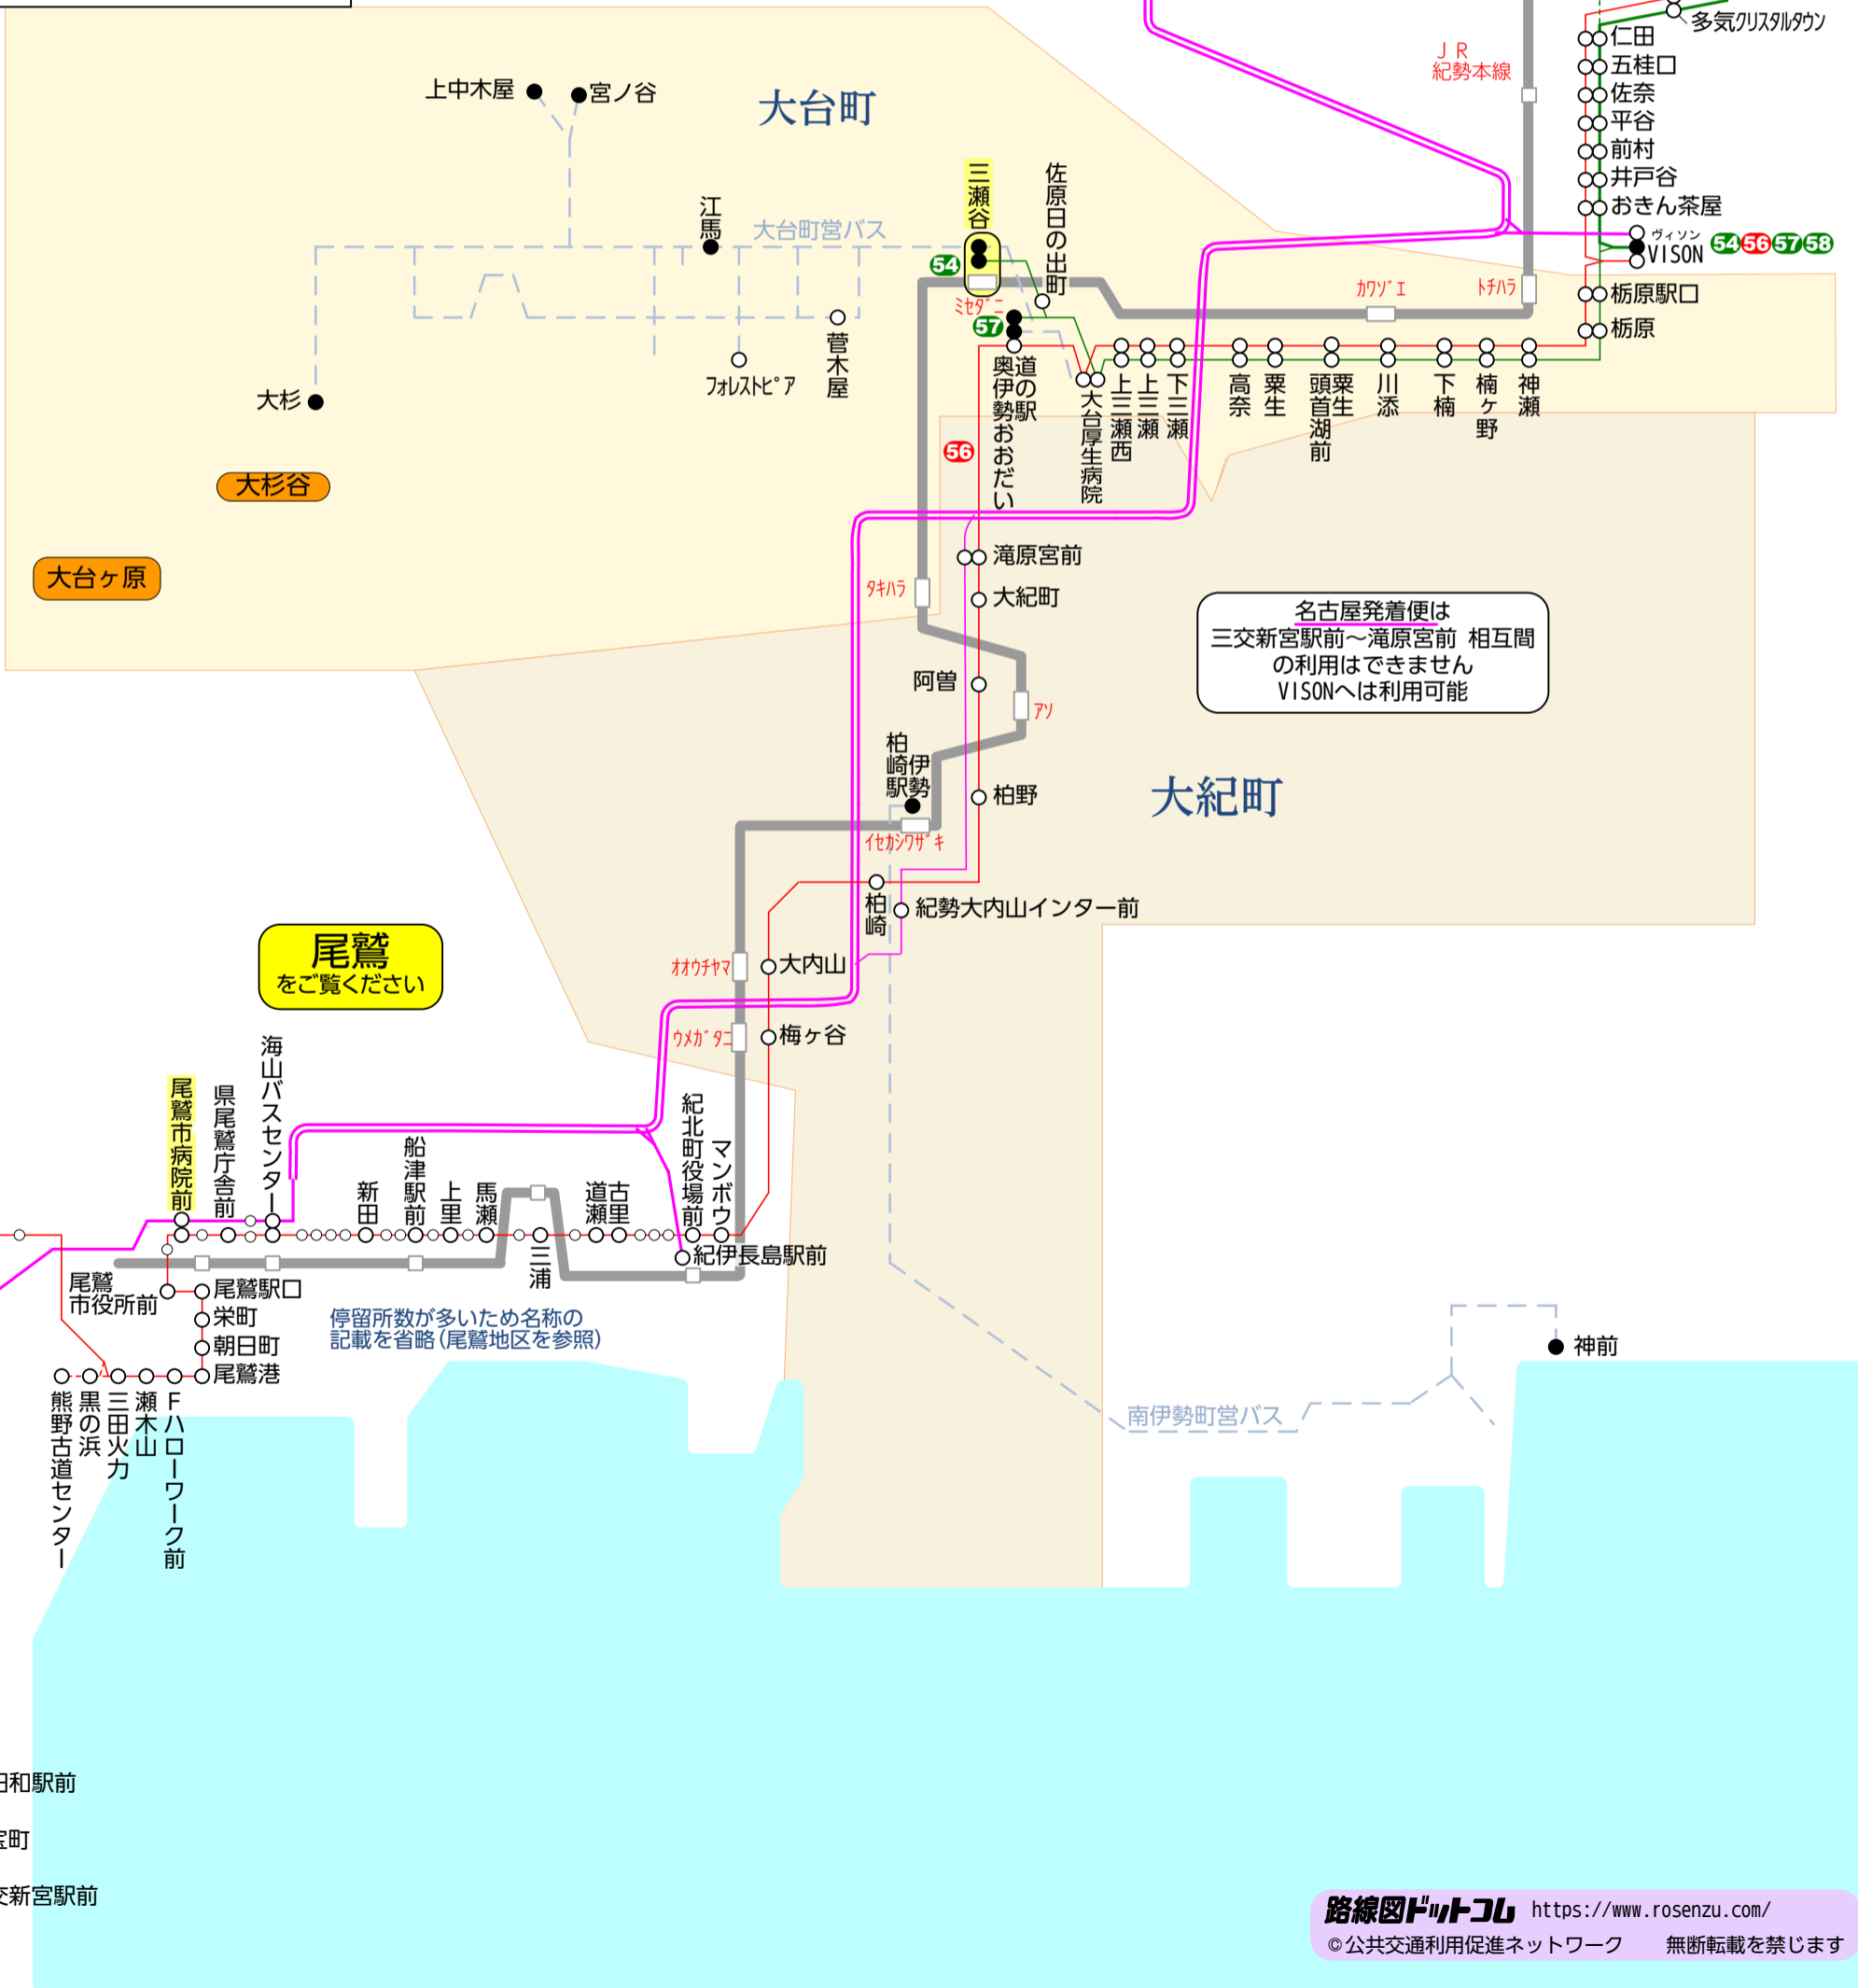 多気クリスタルタウン
仁田
五桂口
佐奈
平谷
前村
井戸谷
おきん茶屋
ヴィソン
VISON
54 56 57 58
栃原駅口
栃原
JR
紀勢本線
上中木屋
宮ノ谷
大台町
江馬
大台町営バス
三瀬谷
佐原日の出町
54
ミセダニ
57
カワゾエ
トチハラ
菅木屋
フォレストピア
大杉
大杉谷
大台ヶ原
道の駅
奥伊勢おおだい
大台厚生病院
上三瀬西
上三瀬
下三瀬
高奈
粟生
粟生
頭首湖前
川添
下楠
楠ヶ野
神瀬
56
滝原宮前
大紀町
タキハラ
阿曽
アソ
名古屋発着便は
三交新宮駅前～滝原宮前 相互間
の利用はできません
VISONへは利用可能
伊勢
柏崎駅
イセカシワザキ
柏野
大紀町
柏崎
紀勢大内山インター前
尾鷲
をご覧ください
オオウチヤマ
大内山
ウメガダニ
梅ヶ谷
尾鷲市病院前
県尾鷲庁舎前
海山バスセンター
新田
船津駅前
上里
馬瀬
三浦
道瀬
古里
紀北町役場前
マンボウ
紀伊長島駅前
尾鷲
市役所前
尾鷲駅口
栄町
朝日町
尾鷲港
停留所数が多いため名称の
記載を省略(尾鷲地区を参照)
熊野古道センター
黒の浜
三田火力
瀬木山
Fハローワーク前
神前
南伊勢町営バス
和駅前
町
新宮駅前
路線図ドットコム https://www.rosenzu.com/
©公共交通利用促進ネットワーク 無断転載を禁じます